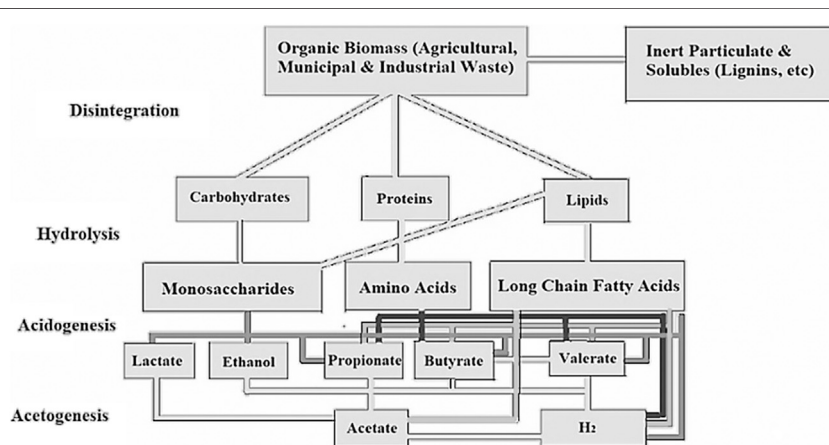 Organic Biomass (Agricultural,
Municipal & Industrial Waste)
Inert Particulate &
Solubles (Lignins, etc)
Disintegration
Carbohydrates
Proteins
Lipids
Hydrolysis
Monosaccharides
Amino Acids
Long Chain Fatty Acids
Acidogenesis
Lactate
Ethanol
Propionate
Butyrate
Valerate
Acetogenesis
Acetate
H2